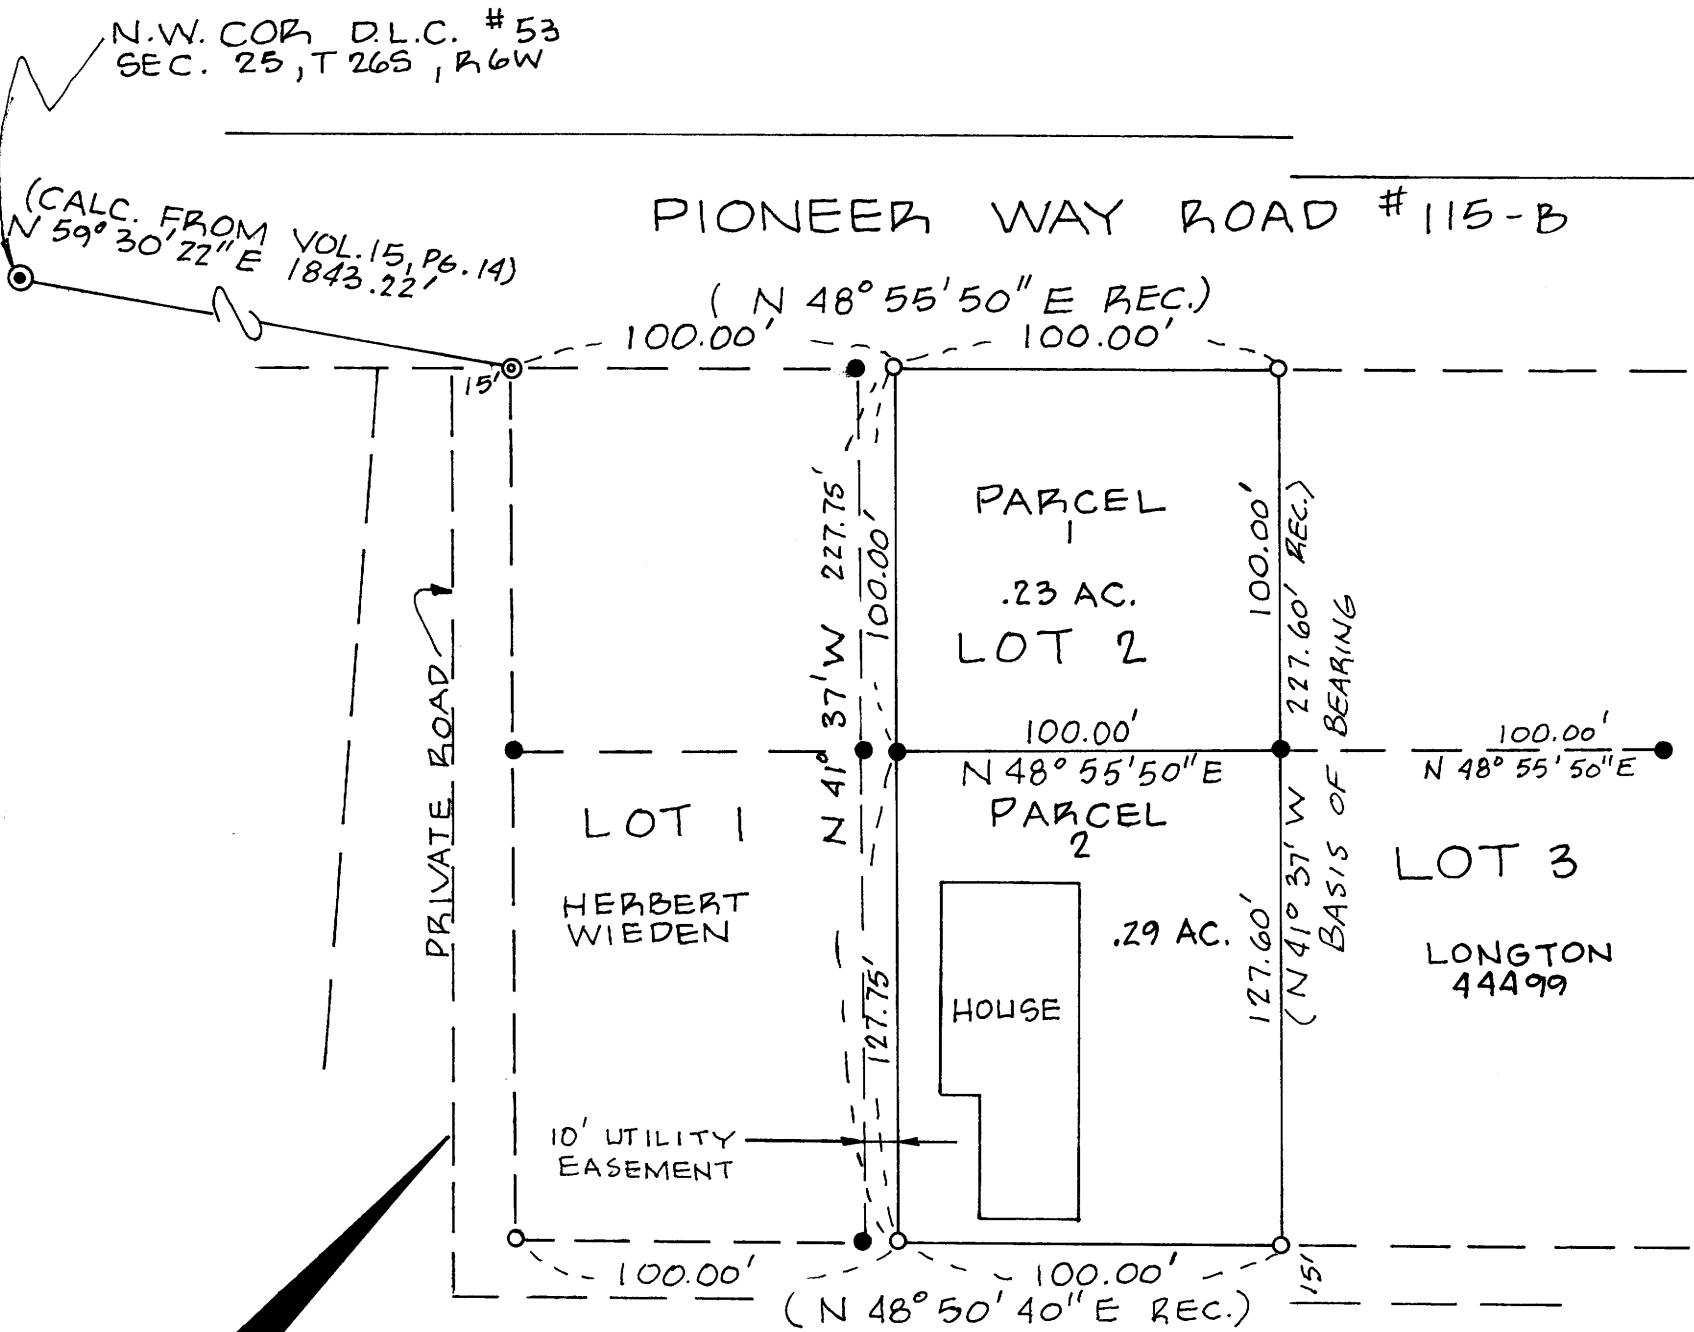 N.W. COR D.L.C. #53
SEC. 25, T 26S, R6W
PIONEER WAY ROAD #115-B
(CALC. FROM VOL.15, PG.14)
N 59° 30' 22" E 1843.22'
( N 48° 55' 50" E REC.)
100.00'
100.00'
15'
PARCEL
1
.23 AC.
LOT 2
N 41° 37' W 227.75'
100.00'
100.00'
(N 41° 37' W 227.60' REC.)
BASIS OF BEARING
PRIVATE ROAD
100.00'
N 48° 55' 50" E
100.00'
N 48° 55' 50" E
PARCEL
2
LOT 1
HERBERT
WIEDEN
.29 AC.
LOT 3
LONGTON
44499
HOUSE
127.75'
127.60'
10' UTILITY
EASEMENT
100.00'
100.00'
15'
( N 48° 50' 40" E REC.)